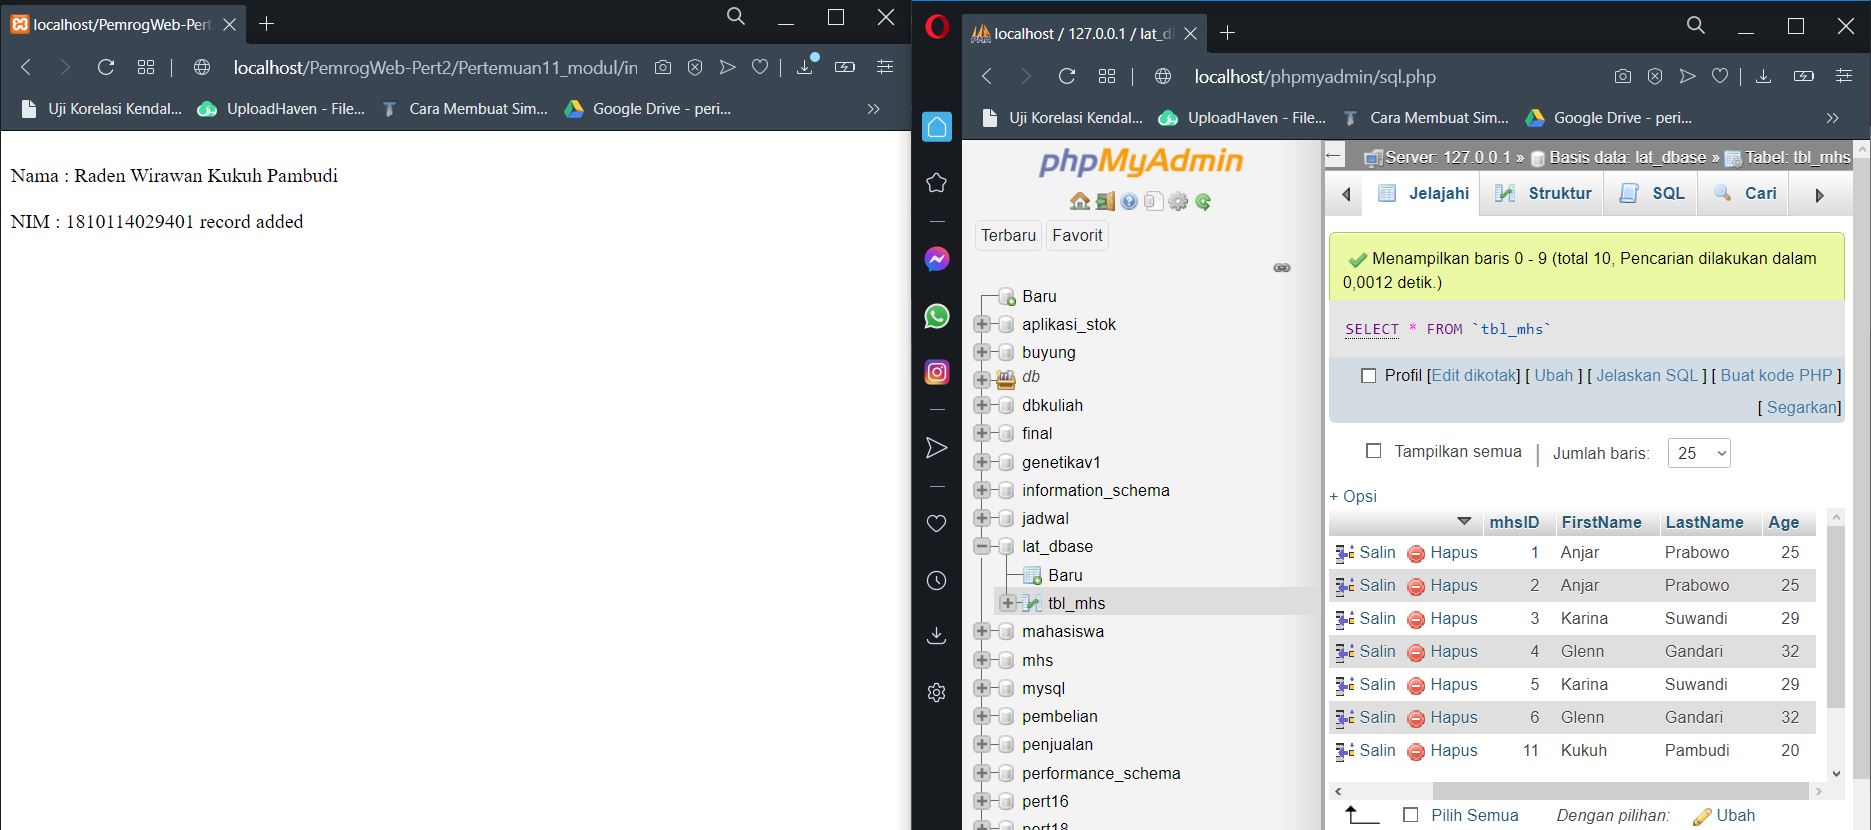 localhost/PemrogWeb-Pert
localhost/PemrogWeb-Pert2/Pertemuan11_modul/in
Uji Korelasi Kendal... UploadHaven - File... Cara Membuat Sim... Google Drive - peri... »
Nama : Raden Wirawan Kukuh Pambudi
NIM : 1810114029401 record added
localhost / 127.0.0.1 / lat_d
localhost/phpmyadmin/sql.php
Uji Korelasi Kendal... UploadHaven - File... Cara Membuat Sim... Google Drive - peri... »
phpMyAdmin
Terbaru Favorit
Baru
aplikasi_stok
buyung
db
dbkuliah
final
genetikav1
information_schema
jadwal
lat_dbase
Baru
tbl_mhs
mahasiswa
mhs
mysql
pembelian
penjualan
performance_schema
pert16
pert18
Server: 127.0.0.1 » Basis data: lat_dbase » Tabel: tbl_mhs
Jelajahi Struktur SQL Cari
Menampilkan baris 0 - 9 (total 10, Pencarian dilakukan dalam
0,0012 detik.)
SELECT * FROM `tbl_mhs`
Profil [Edit dikotak] [ Ubah ] [ Jelaskan SQL ] [ Buat kode PHP ]
[ Segarkan]
Tampilkan semua | Jumlah baris: 25
+ Opsi
mhsID FirstName LastName Age
Salin Hapus 1 Anjar Prabowo 25
Salin Hapus 2 Anjar Prabowo 25
Salin Hapus 3 Karina Suwandi 29
Salin Hapus 4 Glenn Gandari 32
Salin Hapus 5 Karina Suwandi 29
Salin Hapus 6 Glenn Gandari 32
Salin Hapus 11 Kukuh Pambudi 20
Pilih Semua Dengan pilihan: Ubah